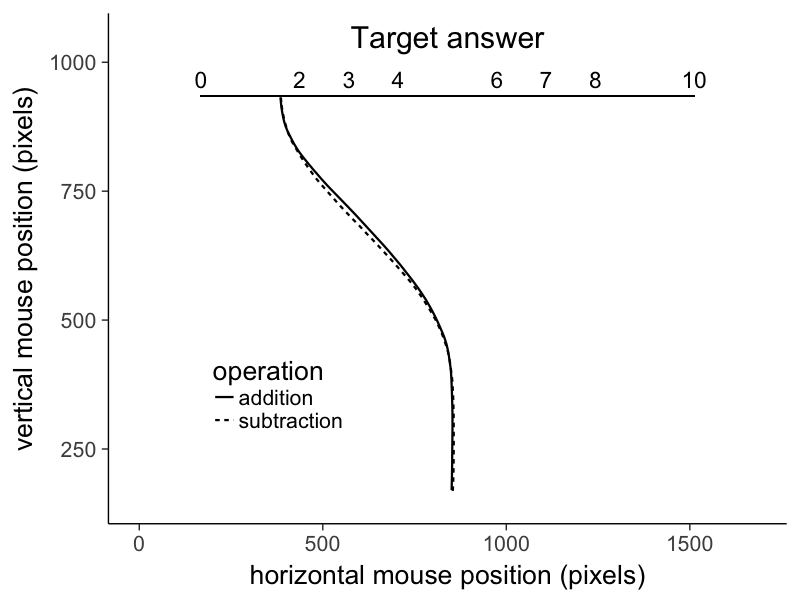 Target answer
0 2 3 4 6 7 8 10
1000
750
500
250
vertical mouse position (pixels)
operation
addition
subtraction
0 500 1000 1500
horizontal mouse position (pixels)